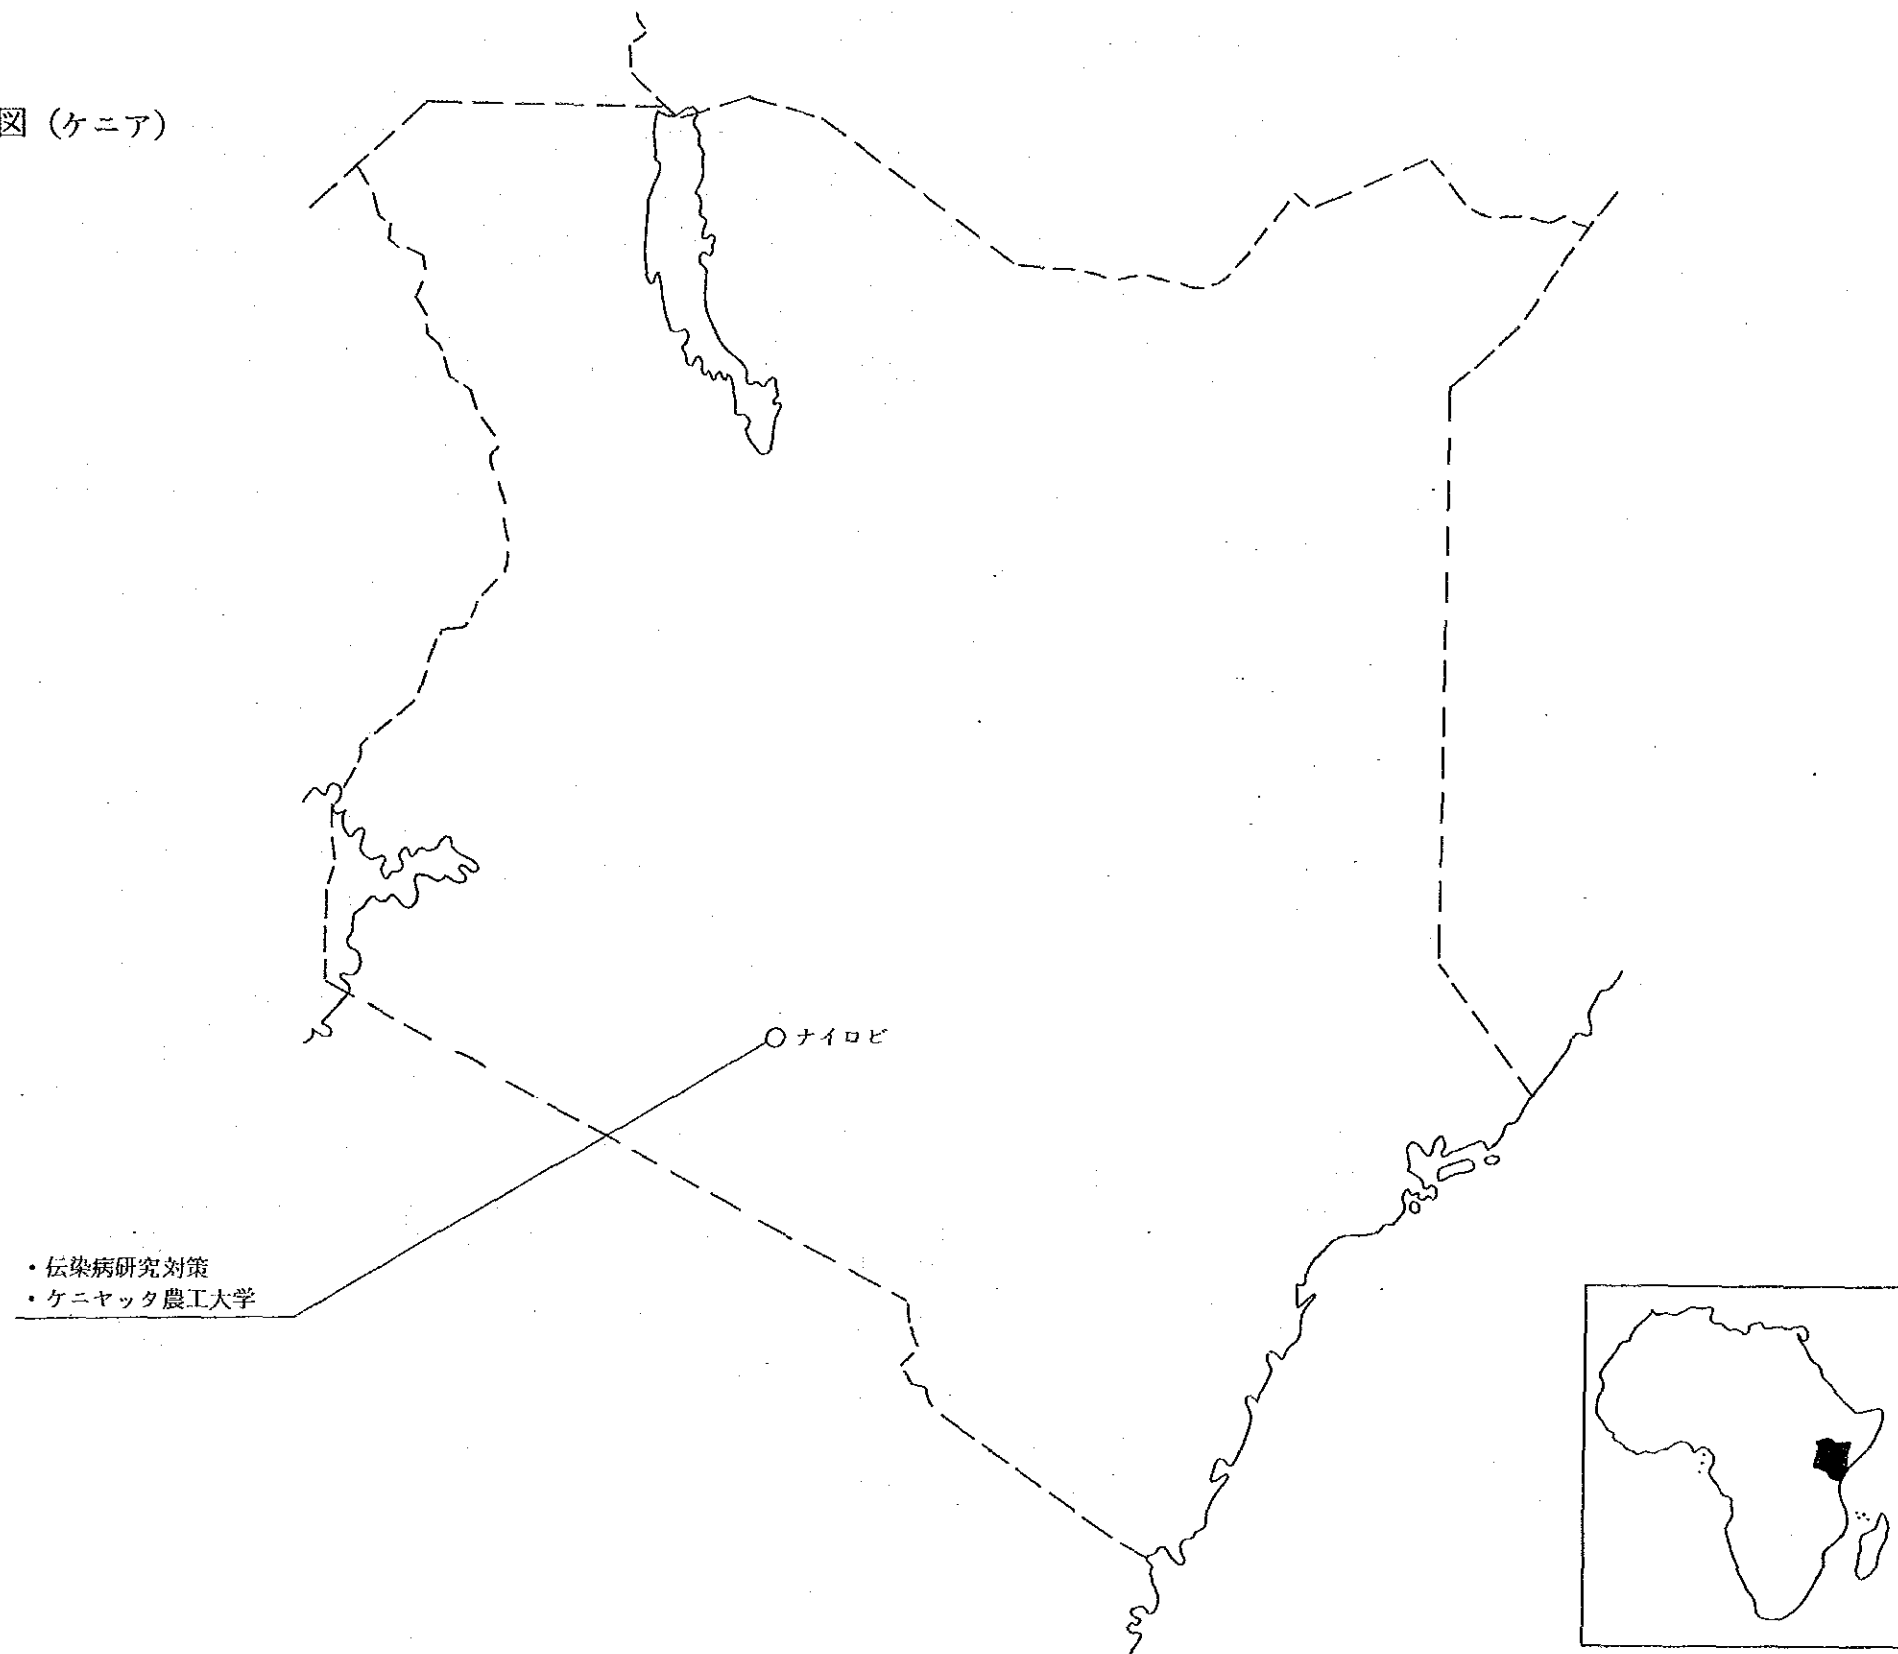 図（ケニア）
ナイロビ
・伝染病研究対策
・ケニヤッタ農工大学